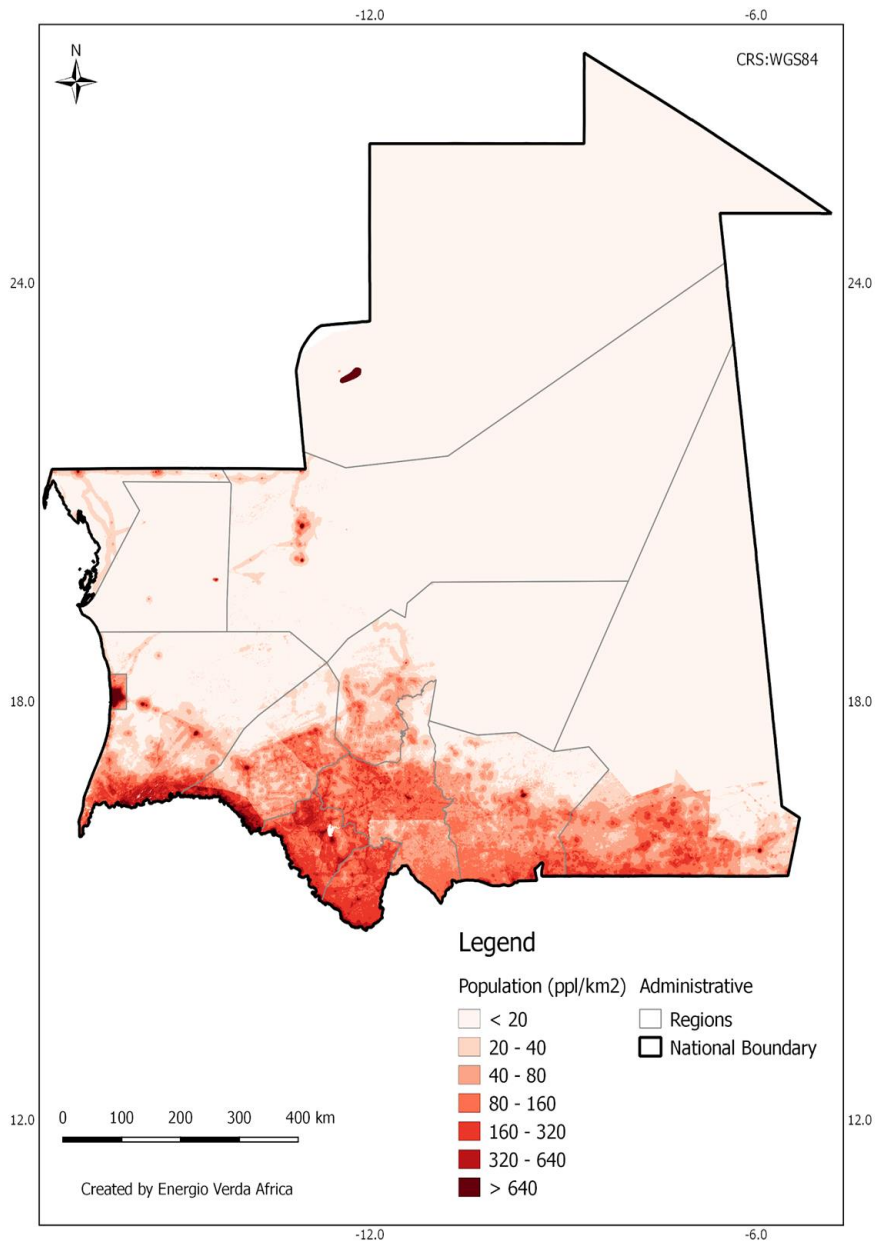 -12.0 -6.0
N
CRS:WGS84
24.0 24.0
18.0 18.0
Legend
Population (ppl/km2) Administrative
< 20 Regions
20 - 40 National Boundary
40 - 80
80 - 160
160 - 320
320 - 640
> 640
12.0 12.0
0 100 200 300 400 km
Created by Energio Verda Africa
-12.0 -6.0